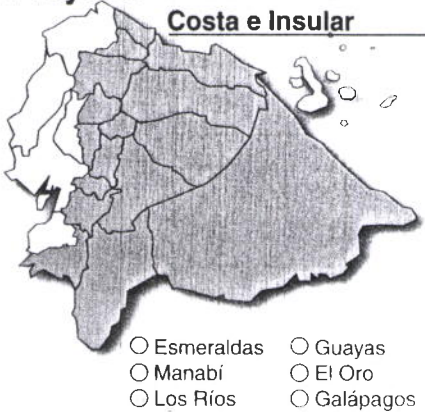 Costa e Insular
○ Esmeraldas ○ Guayas
○ Manabí ○ El Oro
○ Los Ríos ○ Galápagos